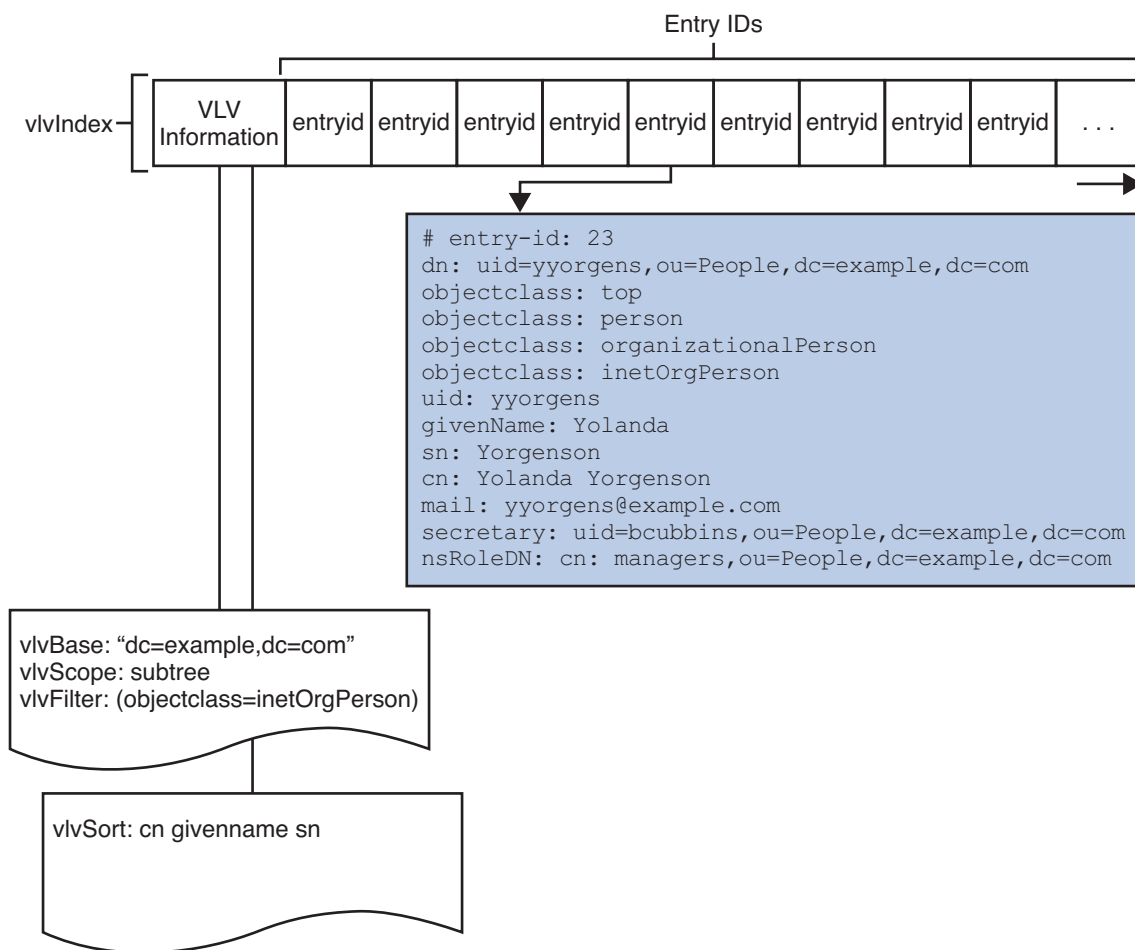 Entry IDs
vlvIndex
VLV
Information
entryid entryid entryid entryid entryid entryid entryid entryid entryid . . .
# entry-id: 23
dn: uid=yyorgens,ou=People,dc=example,dc=com
objectclass: top
objectclass: person
objectclass: organizationalPerson
objectclass: inetOrgPerson
uid: yyorgens
givenName: Yolanda
sn: Yorgenson
cn: Yolanda Yorgenson
mail: yyorgens@example.com
secretary: uid=bcubbins,ou=People,dc=example,dc=com
nsRoleDN: cn: managers,ou=People,dc=example,dc=com
vlvBase: “dc=example,dc=com”
vlvScope: subtree
vlvFilter: (objectclass=inetOrgPerson)
vlvSort: cn givenname sn